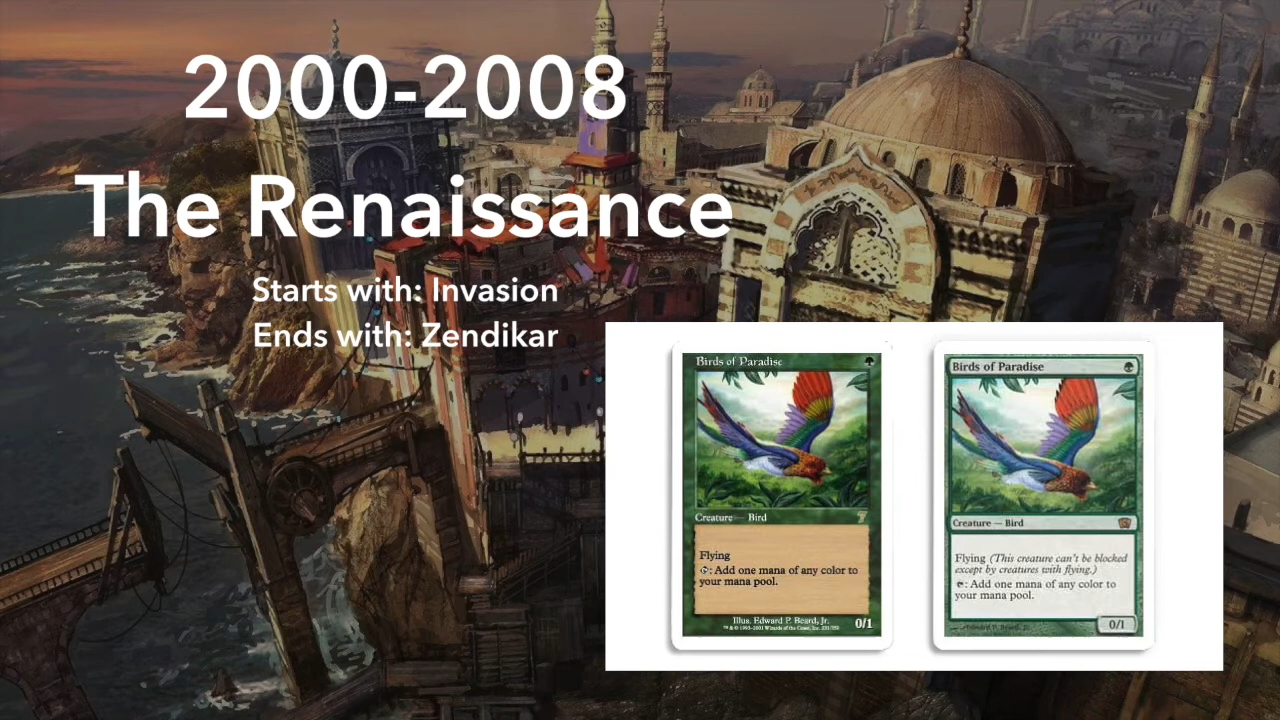 2000-2008
The Renaissance
Starts with: Invasion
Ends with: Zendikar
Birds of Paradise
Creature — Bird
7
Flying
: Add one mana of any color to
your mana pool.
Illus. Edward P. Beard, Jr.
0/1
Birds of Paradise
Creature — Bird
Flying (This creature can't be blocked
except by creatures with flying.)
: Add one mana of any color to
your mana pool.
0/1